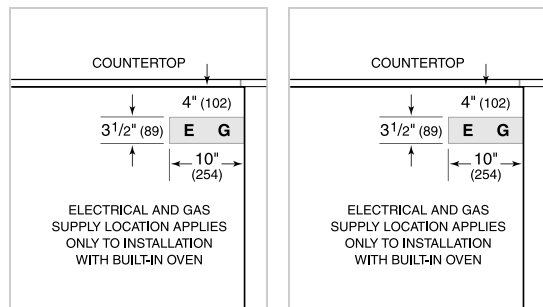 COUNTERTOP
4" (102)
3 1/2" (89)
E G
10"
(254)
ELECTRICAL AND GAS
SUPPLY LOCATION APPLIES
ONLY TO INSTALLATION
WITH BUILT-IN OVEN
COUNTERTOP
4" (102)
3 1/2" (89)
E G
10"
(254)
ELECTRICAL AND GAS
SUPPLY LOCATION APPLIES
ONLY TO INSTALLATION
WITH BUILT-IN OVEN